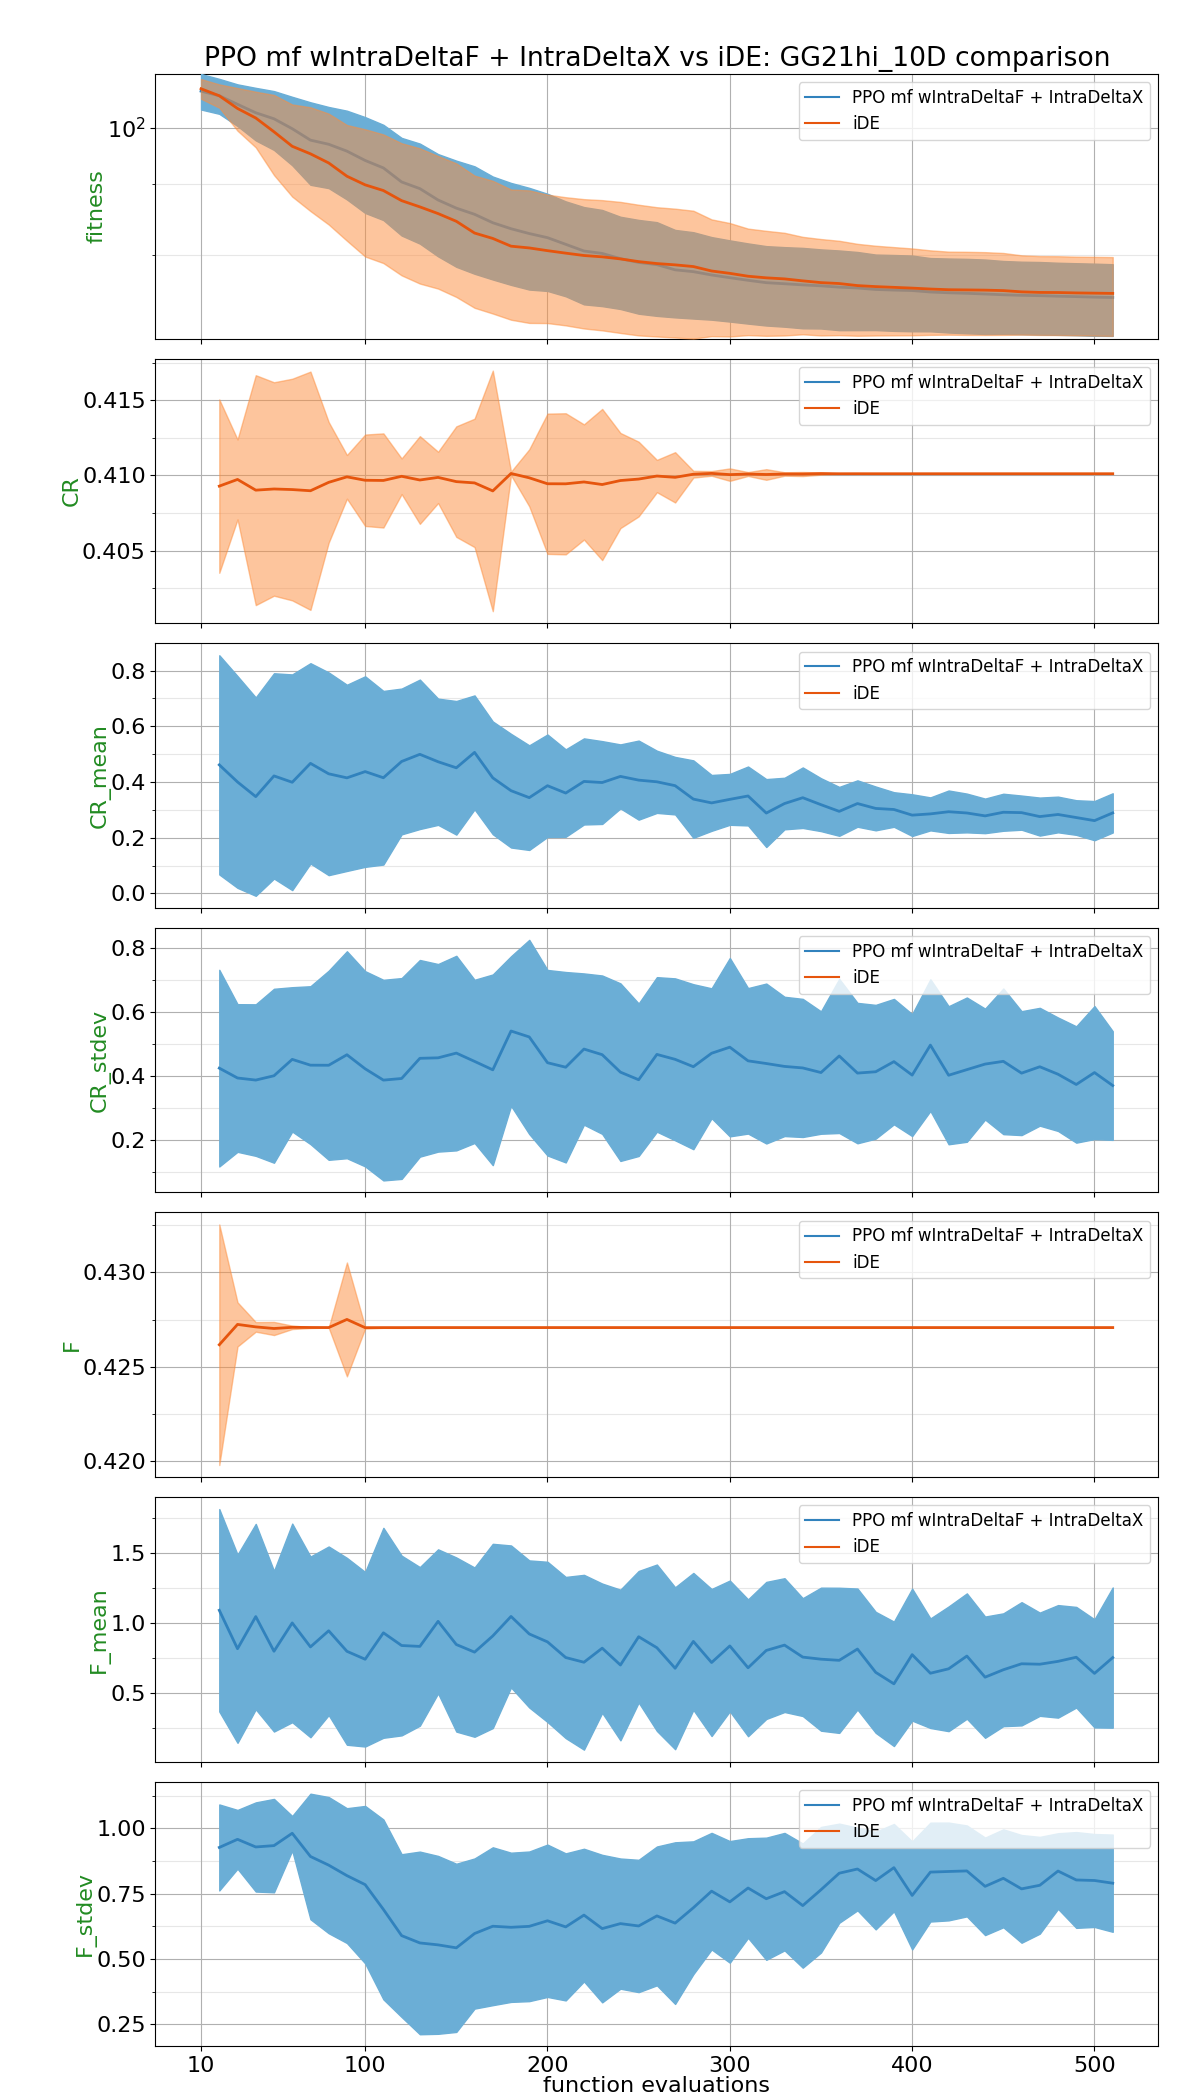 PPO mf wIntraDeltaF + IntraDeltaX vs iDE: GG21hi_10D comparison
PPO mf wIntraDeltaF + IntraDeltaX
iDE
10²
fitness
PPO mf wIntraDeltaF + IntraDeltaX
iDE
0.415
0.410
0.405
CR
PPO mf wIntraDeltaF + IntraDeltaX
iDE
0.8
0.6
0.4
0.2
0.0
CR_mean
PPO mf wIntraDeltaF + IntraDeltaX
iDE
0.8
0.6
0.4
0.2
CR_stdev
PPO mf wIntraDeltaF + IntraDeltaX
iDE
0.430
0.425
0.420
F
PPO mf wIntraDeltaF + IntraDeltaX
iDE
1.5
1.0
0.5
F_mean
PPO mf wIntraDeltaF + IntraDeltaX
iDE
1.00
0.75
0.50
0.25
F_stdev
10 100 200 300 400 500
function evaluations